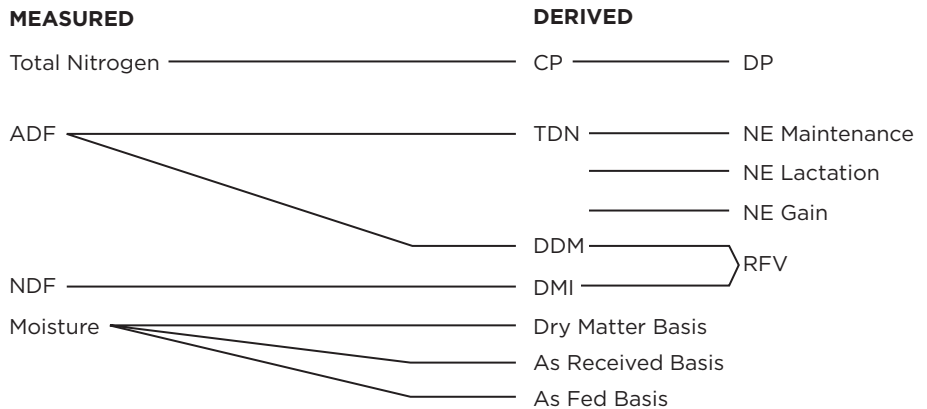 MEASURED DERIVED
Total Nitrogen CP DP
ADF TDN NE Maintenance
NE Lactation
NE Gain
DDM
RFV
NDF DMI
Moisture Dry Matter Basis
As Received Basis
As Fed Basis